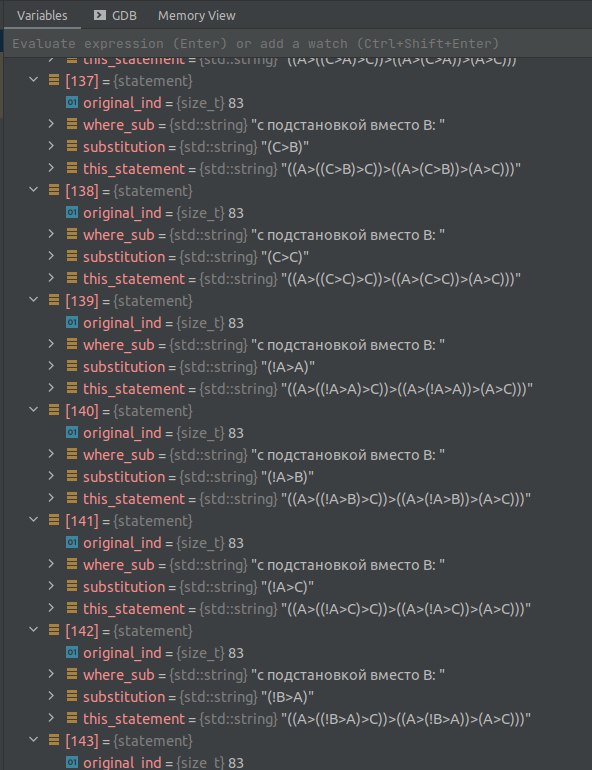 Variables GDB Memory View
Evaluate expression (Enter) or add a watch (Ctrl+Shift+Enter)
this_statement = {std::string} "((A>((C>A)>C))>((A>(C>A))>(A>C)))"
[137] = {statement}
original_ind = {size_t} 83
where_sub = {std::string} "с подстановкой вместо B: "
substitution = {std::string} "(C>B)"
this_statement = {std::string} "((A>((C>B)>C))>((A>(C>B))>(A>C)))"
[138] = {statement}
original_ind = {size_t} 83
where_sub = {std::string} "с подстановкой вместо B: "
substitution = {std::string} "(C>C)"
this_statement = {std::string} "((A>((C>C)>C))>((A>(C>C))>(A>C)))"
[139] = {statement}
original_ind = {size_t} 83
where_sub = {std::string} "с подстановкой вместо B: "
substitution = {std::string} "(!A>A)"
this_statement = {std::string} "((A>((!A>A)>C))>((A>(!A>A))>(A>C)))"
[140] = {statement}
original_ind = {size_t} 83
where_sub = {std::string} "с подстановкой вместо B: "
substitution = {std::string} "(!A>B)"
this_statement = {std::string} "((A>((!A>B)>C))>((A>(!A>B))>(A>C)))"
[141] = {statement}
original_ind = {size_t} 83
where_sub = {std::string} "с подстановкой вместо B: "
substitution = {std::string} "(!A>C)"
this_statement = {std::string} "((A>((!A>C)>C))>((A>(!A>C))>(A>C)))"
[142] = {statement}
original_ind = {size_t} 83
where_sub = {std::string} "с подстановкой вместо B: "
substitution = {std::string} "(!B>A)"
this_statement = {std::string} "((A>((!B>A)>C))>((A>(!B>A))>(A>C)))"
[143] = {statement}
original_ind = {size_t} 83